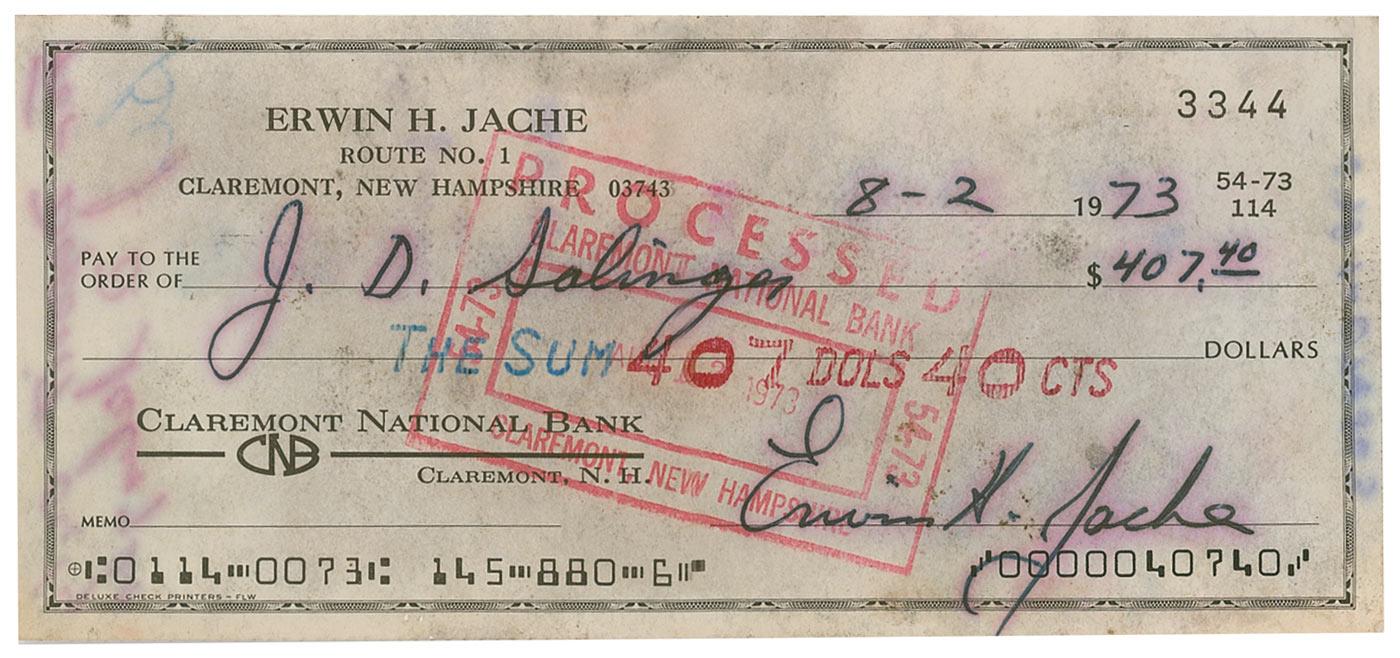 3344
ERWIN H. JACHE
ROUTE NO. 1
CLAREMONT, NEW HAMPSHIRE 03743
8-2 1973
54-73
114
PAY TO THE
ORDER OF J. D. Salinger $ 407.40
THE SUM 407 DOLS 40 CTS DOLLARS
PROCESSED
CLAREMONT NATIONAL BANK
54-73
1973
54-73
CLAREMONT, NEW HAMPSHIRE
CLAREMONT NATIONAL BANK
CNB
CLAREMONT, N. H.
MEMO Erwin H. Jache
⑆0114⑉0073⑆ 145⑉880⑉6⑈ ⑇0000040740⑇
DELUXE CHECK PRINTERS - FLW